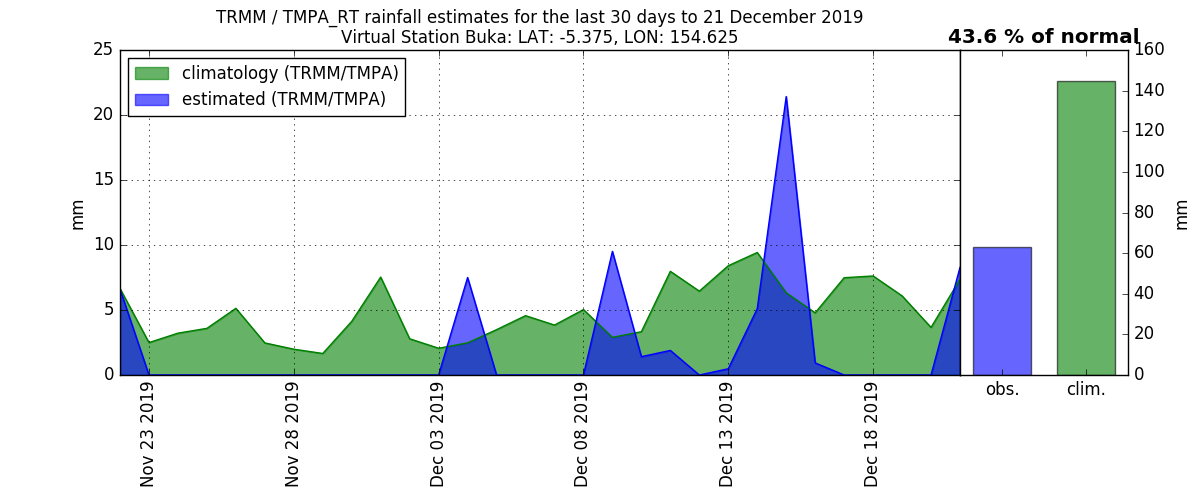 TRMM / TMPA_RT rainfall estimates for the last 30 days to 21 December 2019
Virtual Station Buka: LAT: -5.375, LON: 154.625
43.6 % of normal
climatology (TRMM/TMPA)
estimated (TRMM/TMPA)
25
20
15
10
5
0
mm
Nov 23 2019
Nov 28 2019
Dec 03 2019
Dec 08 2019
Dec 13 2019
Dec 18 2019
obs.
clim.
160
140
120
100
80
60
40
20
0
mm